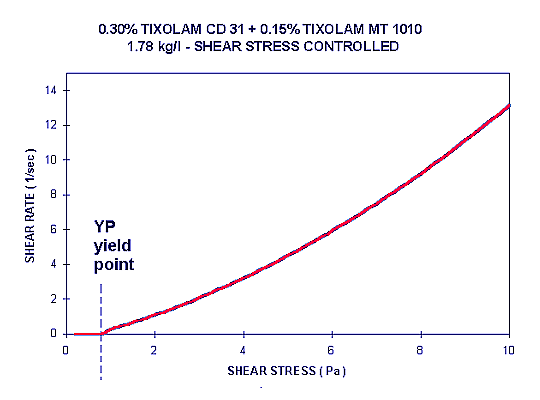 0.30% TIXOLAM CD 31 + 0.15% TIXOLAM MT 1010
1.78 kg/l - SHEAR STRESS CONTROLLED
14
12
10
8
6
4
2
0
SHEAR RATE ( 1/sec )
YP
yield
point
0 2 4 6 8 10
SHEAR STRESS ( Pa )